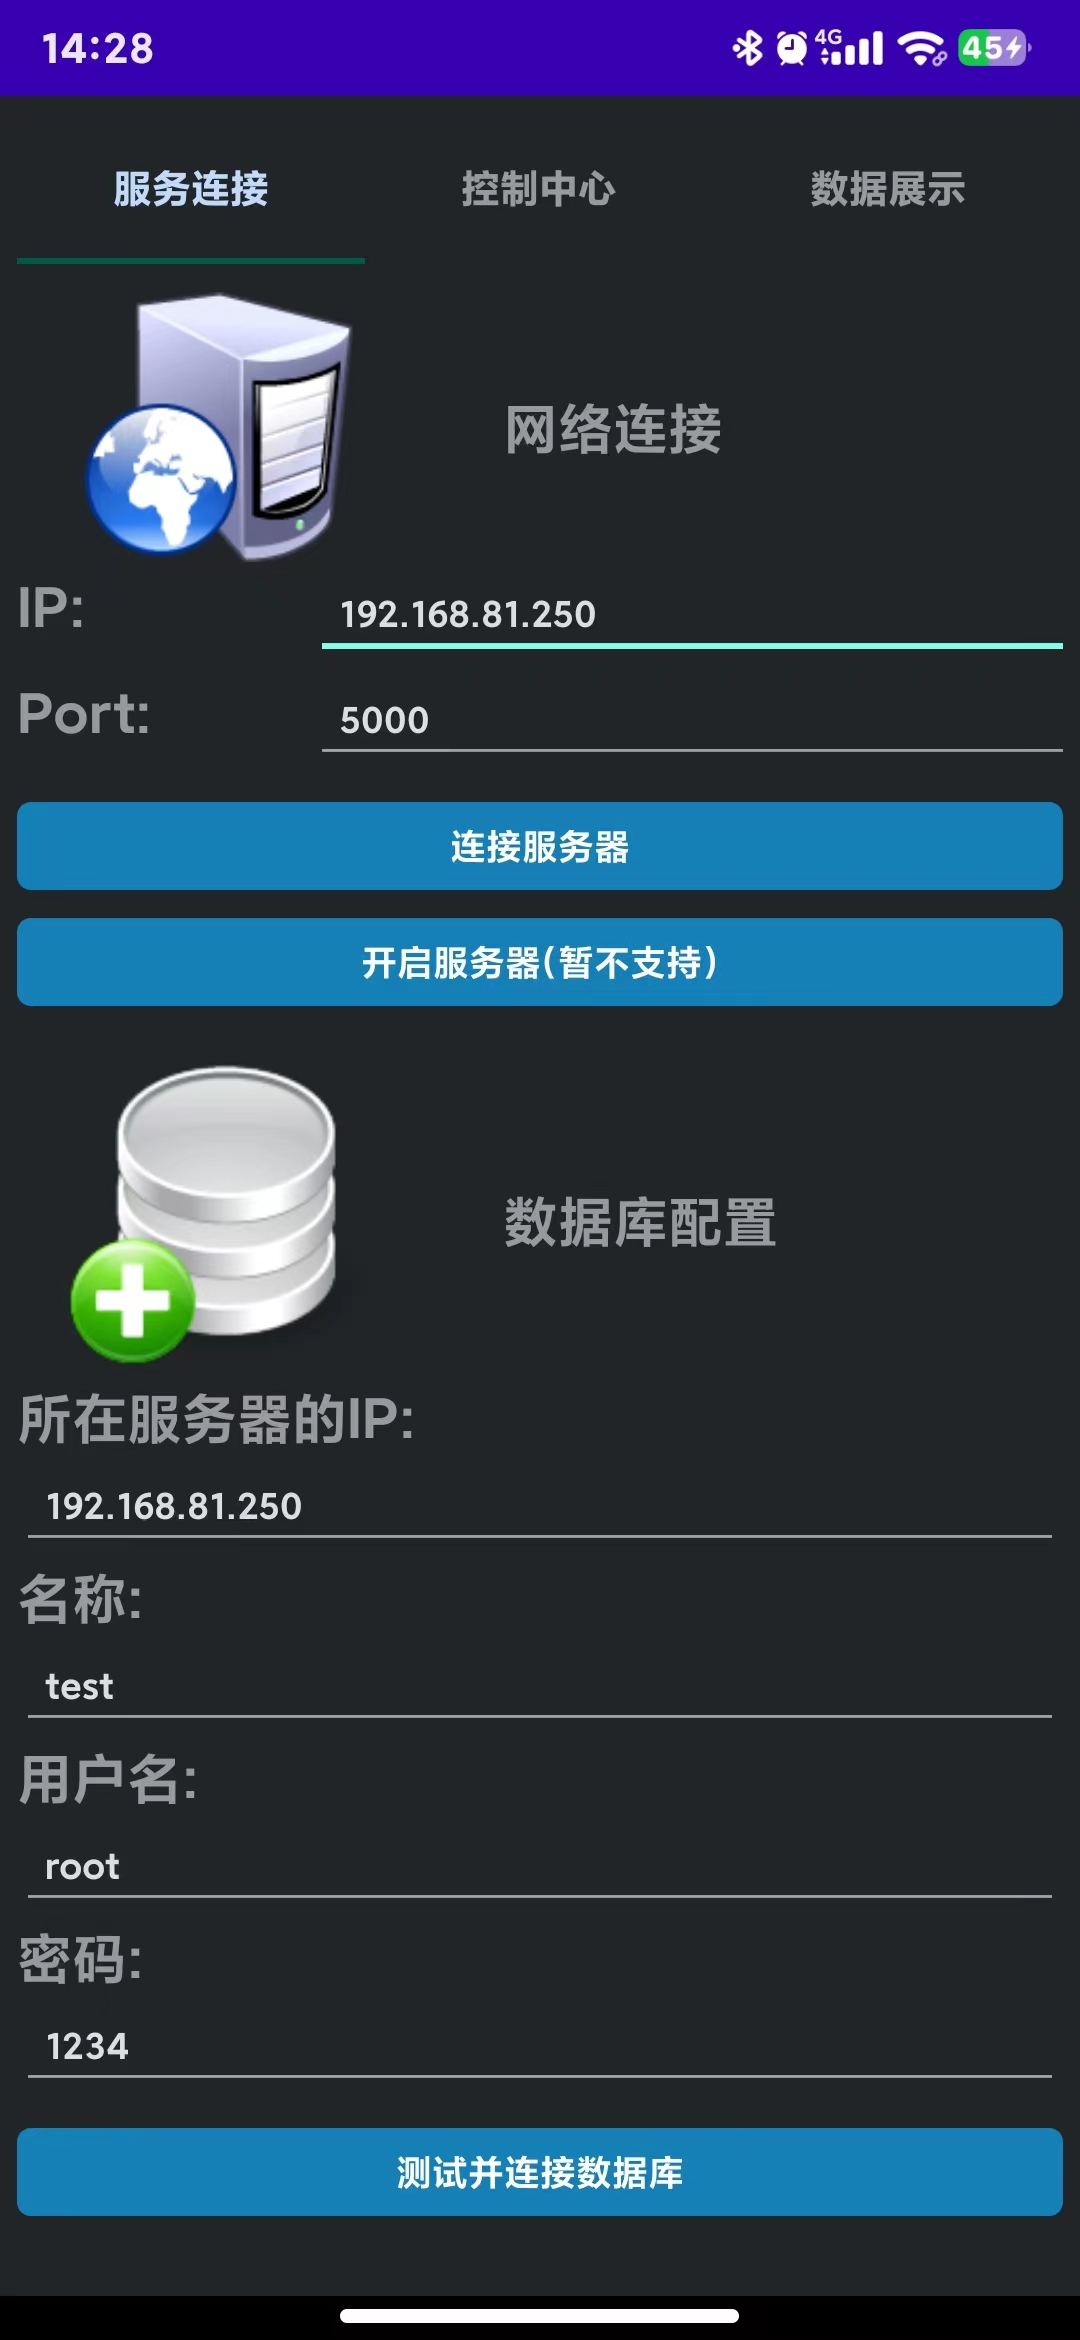 14:28
4G
45
服务连接 控制中心 数据展示
网络连接
IP: 192.168.81.250
Port: 5000
连接服务器
开启服务器(暂不支持)
数据库配置
所在服务器的IP:
192.168.81.250
名称:
test
用户名:
root
密码:
1234
测试并连接数据库